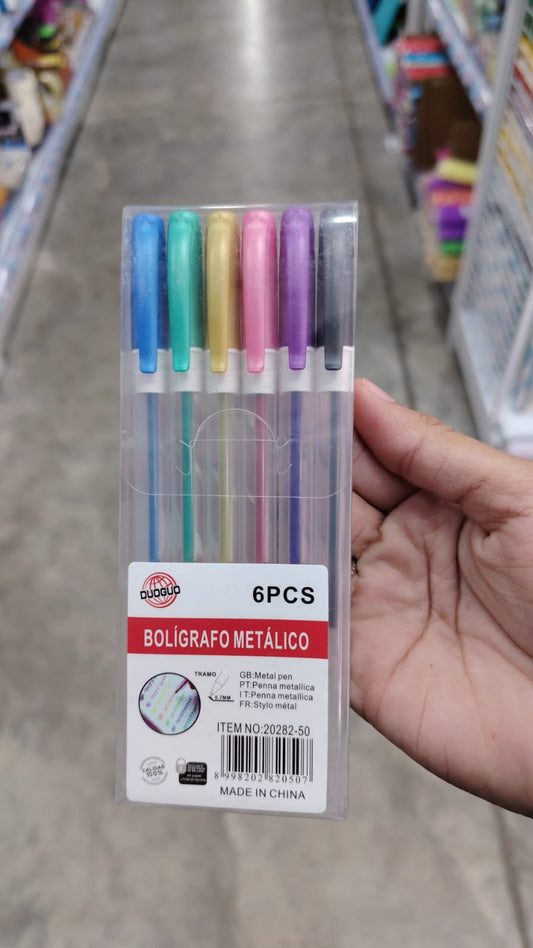 DUOGUO
6PCS
BOLÍGRAFO METÁLICO
TRAMO
0.7MM
GB:Metal pen
PT:Penna metallica
IT:Penna metallica
FR:Stylo métal
ITEM NO:20282-50
8 998202 820507
MADE IN CHINA
CALIDAD
100%